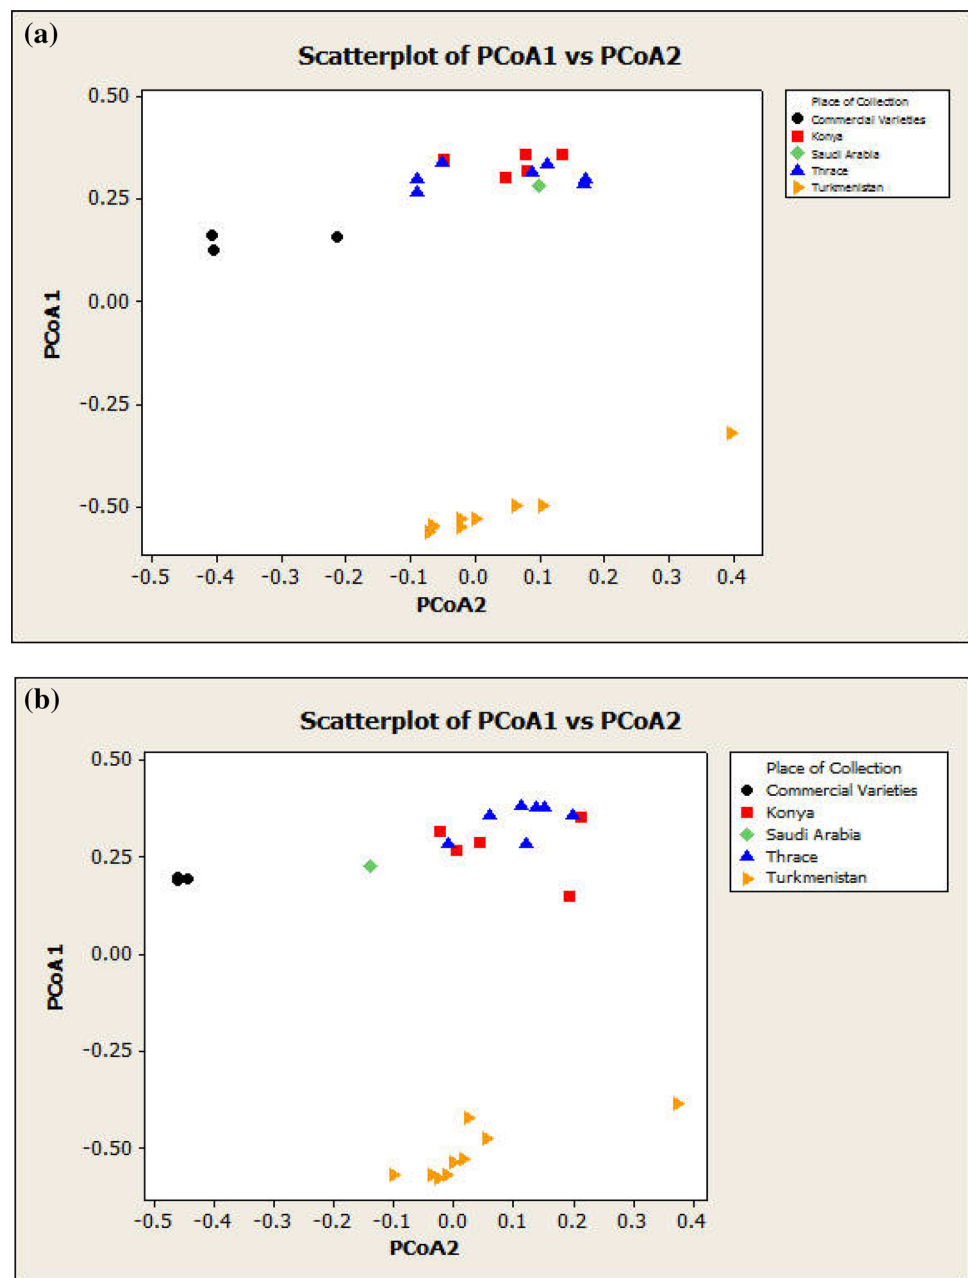 (a)
Scatterplot of PCoA1 vs PCoA2
0.50
0.25
0.00
-0.25
-0.50
PCoA1
-0.5 -0.4 -0.3 -0.2 -0.1 0.0 0.1 0.2 0.3 0.4
PCoA2
Place of Collection
Commercial Varieties
Konya
Saudi Arabia
Thrace
Turkmenistan
(b)
Scatterplot of PCoA1 vs PCoA2
0.50
0.25
0.00
-0.25
-0.50
PCoA1
-0.5 -0.4 -0.3 -0.2 -0.1 0.0 0.1 0.2 0.3 0.4
PCoA2
Place of Collection
Commercial Varieties
Konya
Saudi Arabia
Thrace
Turkmenistan